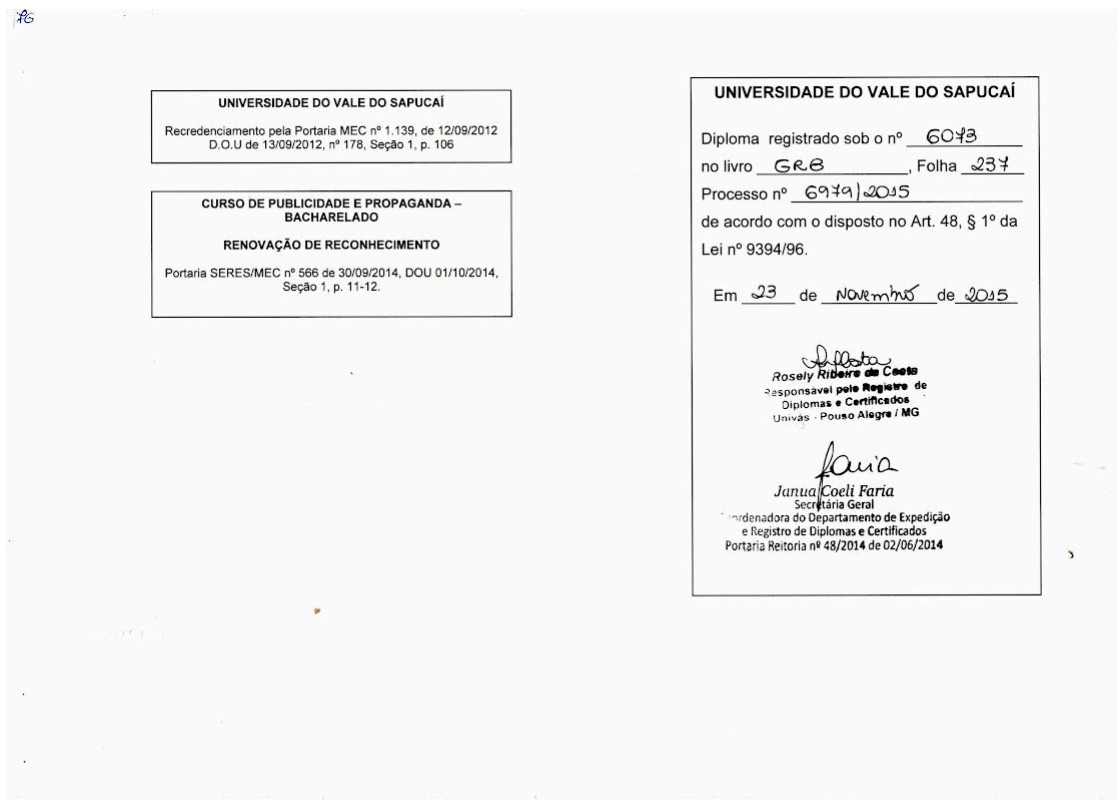 UNIVERSIDADE DO VALE DO SAPUCAÍ
Recredenciamento pela Portaria MEC nº 1.139, de 12/09/2012
D.O.U de 13/09/2012, nº 178, Seção 1, p. 106
CURSO DE PUBLICIDADE E PROPAGANDA –
BACHARELADO
RENOVAÇÃO DE RECONHECIMENTO
Portaria SERES/MEC nº 566 de 30/09/2014, DOU 01/10/2014,
Seção 1, p. 11-12.
UNIVERSIDADE DO VALE DO SAPUCAÍ
Diploma registrado sob o nº 6073
no livro GRB, Folha 237
Processo nº 6979/2015
de acordo com o disposto no Art. 48, § 1º da
Lei nº 9394/96.
Em 23 de Novembro de 2015
Rosely Ribeiro da Costa
Responsável pelo Registro de
Diplomas e Certificados
Univás - Pouso Alegre / MG
Faria
Janua Coeli Faria
Secretária Geral
e Registro de Diplomas e Certificados
Portaria Reitoria nº 48/2014 de 02/06/2014